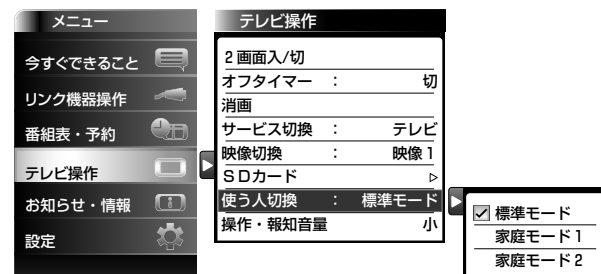 メニュー
今すぐできること
リンク機器操作
番組表・予約
テレビ操作
お知らせ・情報
設定
テレビ操作
2画面入/切
オフタイマー : 切
消画
サービス切換 : テレビ
映像切換 : 映像1
SDカード
使う人切換 : 標準モード
操作・報知音量 小
標準モード
家庭モード1
家庭モード2